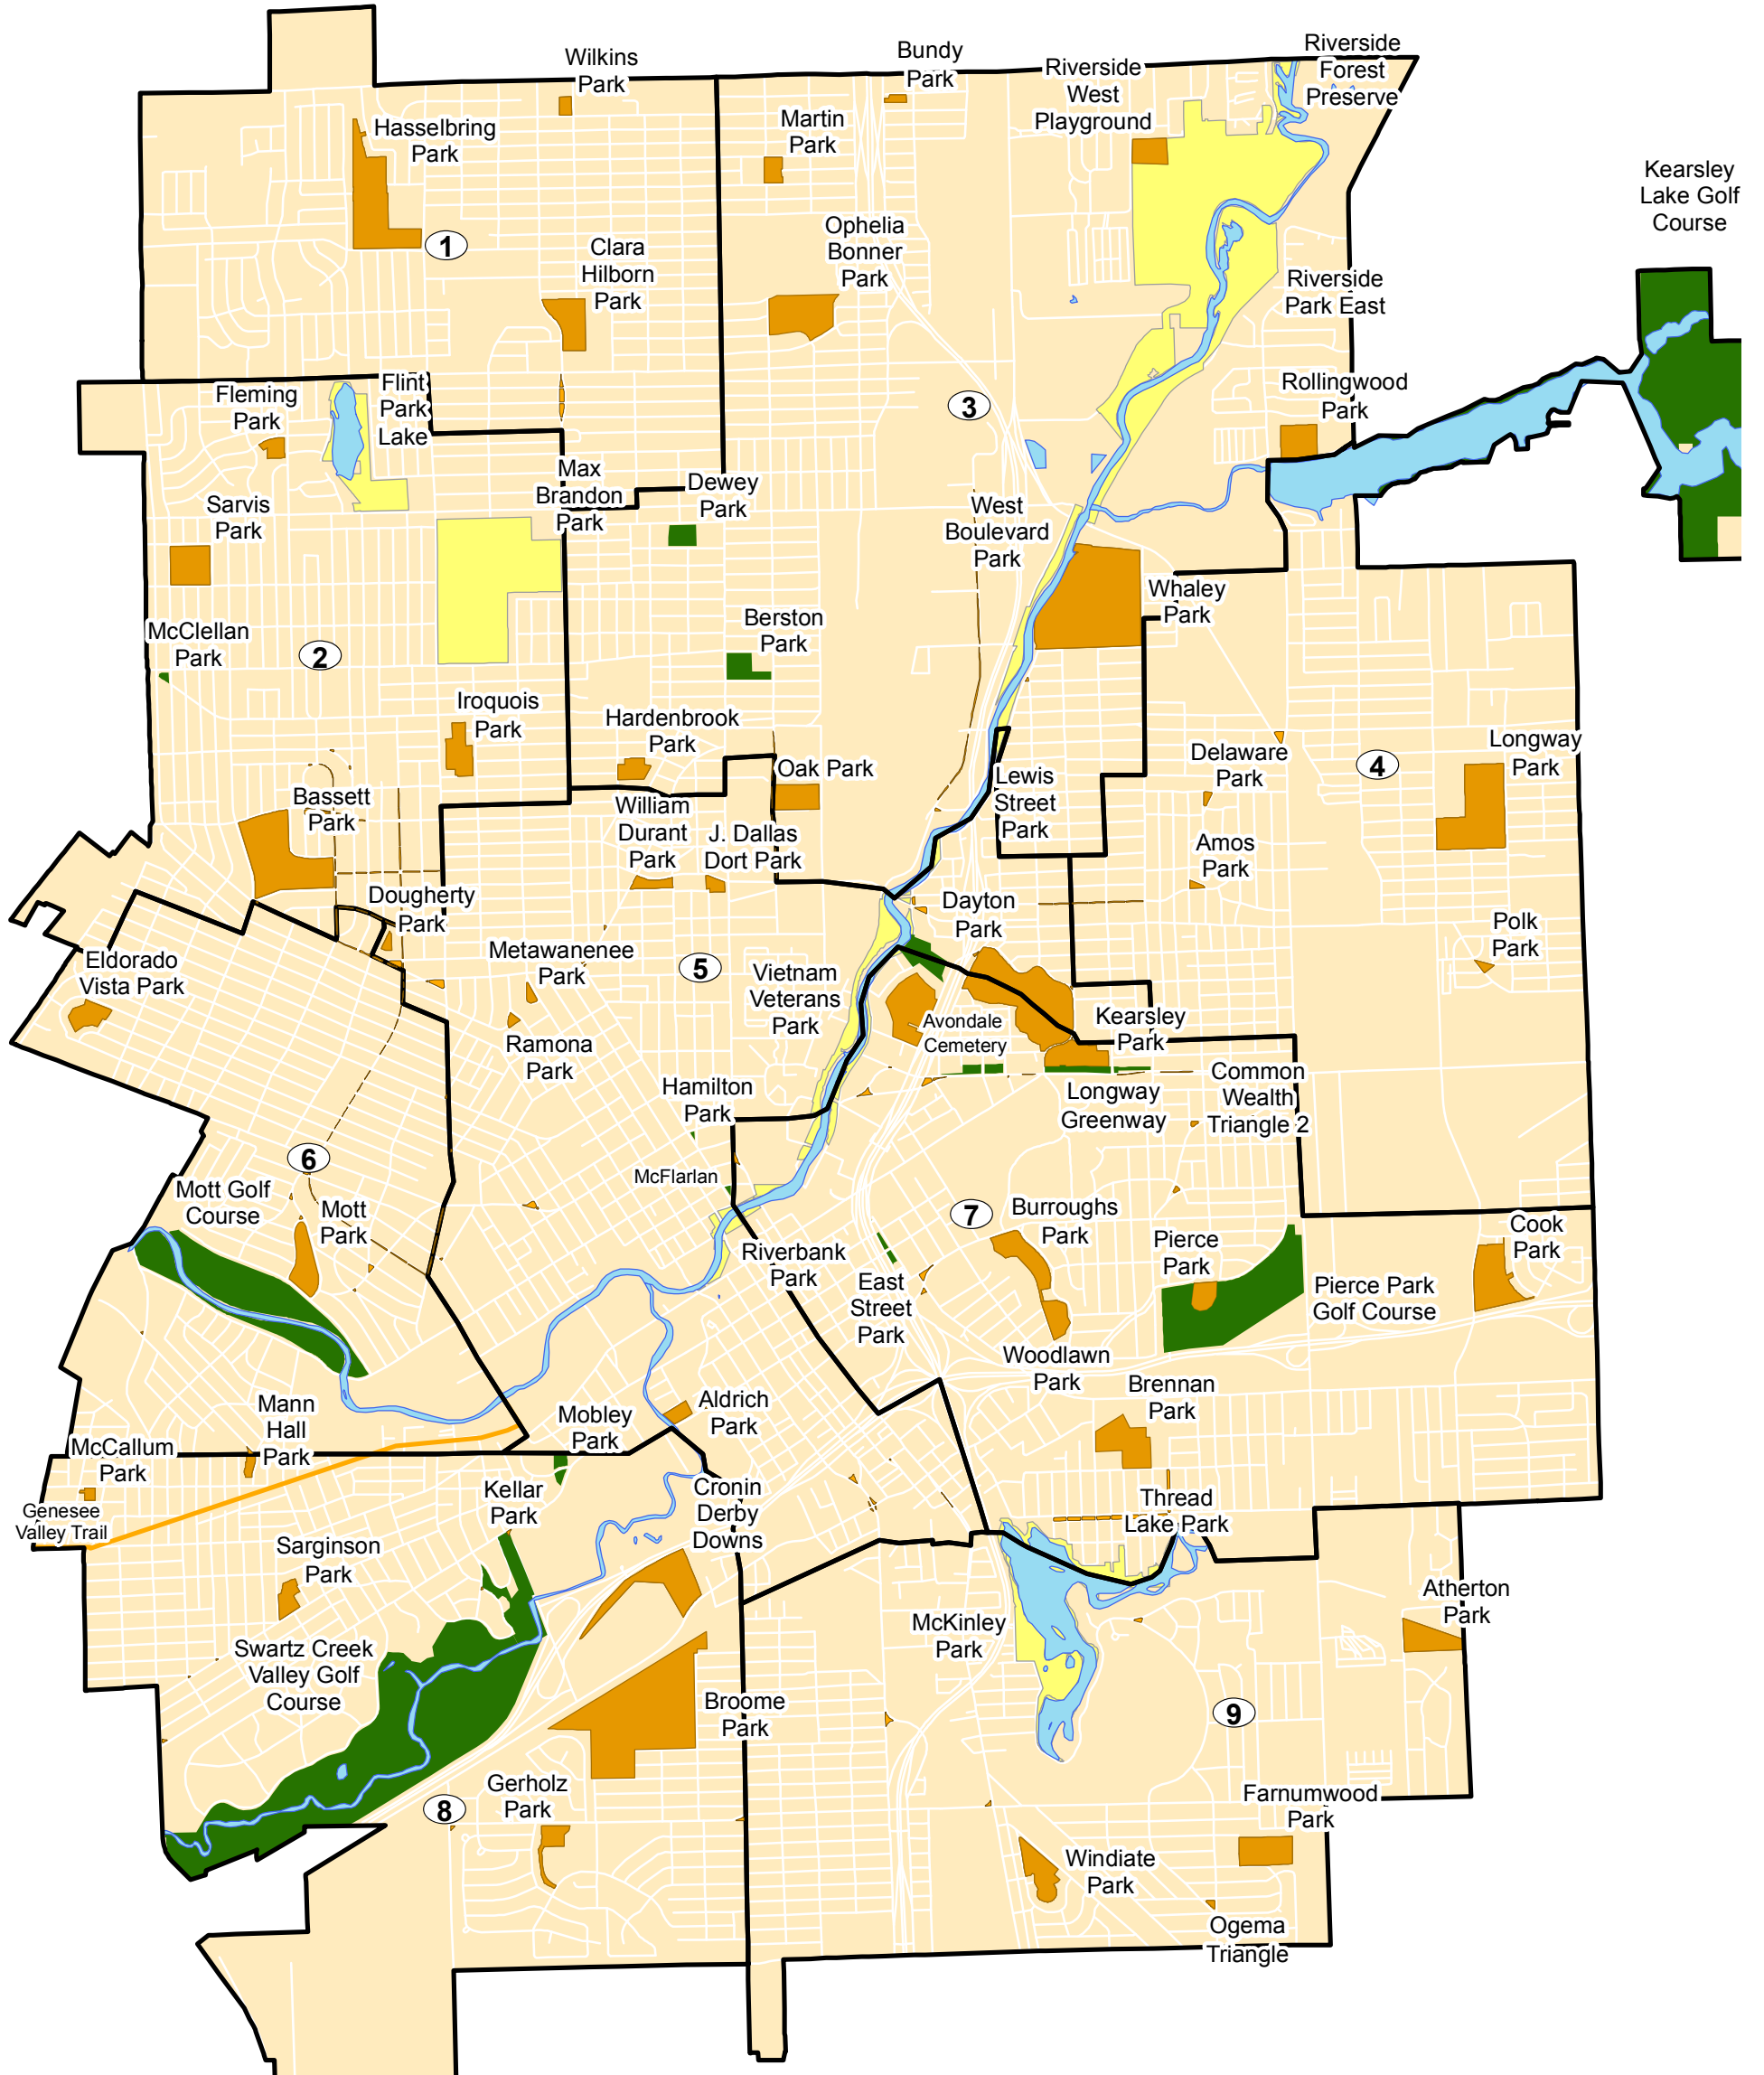 Wilkins
Park
Bundy
Park
Riverside
West
Playground
Riverside
Forest
Preserve
Hasselbring
Park
Martin
Park
Kearsley
Lake Golf
Course
1
Clara
Hilborn
Park
Ophelia
Bonner
Park
Riverside
Park East
Fleming
Park
Flint
Park
Lake
3
Rollingwood
Park
Max
Brandon
Park
Dewey
Park
Sarvis
Park
West
Boulevard
Park
Whaley
Park
McClellan
Park
2
Berston
Park
Iroquois
Park
Hardenbrook
Park
Oak Park
Delaware
Park
4
Longway
Park
Bassett
Park
William
Durant
Park
J. Dallas
Dort Park
Lewis
Street
Park
Amos
Park
Dougherty
Park
Dayton
Park
Polk
Park
Eldorado
Vista Park
Metawanenee
Park
5
Vietnam
Veterans
Park
Avondale
Cemetery
Kearsley
Park
Ramona
Park
Hamilton
Park
Longway
Greenway
Common
Wealth
Triangle 2
6
McFlarlan
Mott Golf
Course
Mott
Park
7
Burroughs
Park
Pierce
Park
Cook
Park
Riverbank
Park
East
Street
Park
Pierce Park
Golf Course
Woodlawn
Park
Brennan
Park
Mann
Hall
Park
Mobley
Park
Aldrich
Park
McCallum
Park
Genesee
Valley Trail
Kellar
Park
Cronin
Derby
Downs
Thread
Lake Park
Sarginson
Park
Atherton
Park
McKinley
Park
Swartz Creek
Valley Golf
Course
Broome
Park
9
Gerholz
Park
8
Farnumwood
Park
Windiate
Park
Ogema
Triangle